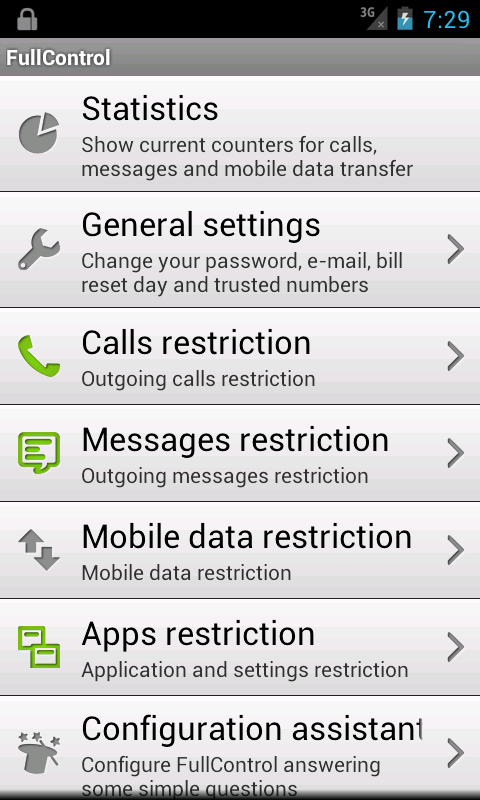 3G
7:29
FullControl
Statistics
Show current counters for calls,
messages and mobile data transfer
General settings
Change your password, e-mail, bill
reset day and trusted numbers
Calls restriction
Outgoing calls restriction
Messages restriction
Outgoing messages restriction
Mobile data restriction
Mobile data restriction
Apps restriction
Application and settings restriction
Configuration assistant
Configure FullControl answering
some simple questions